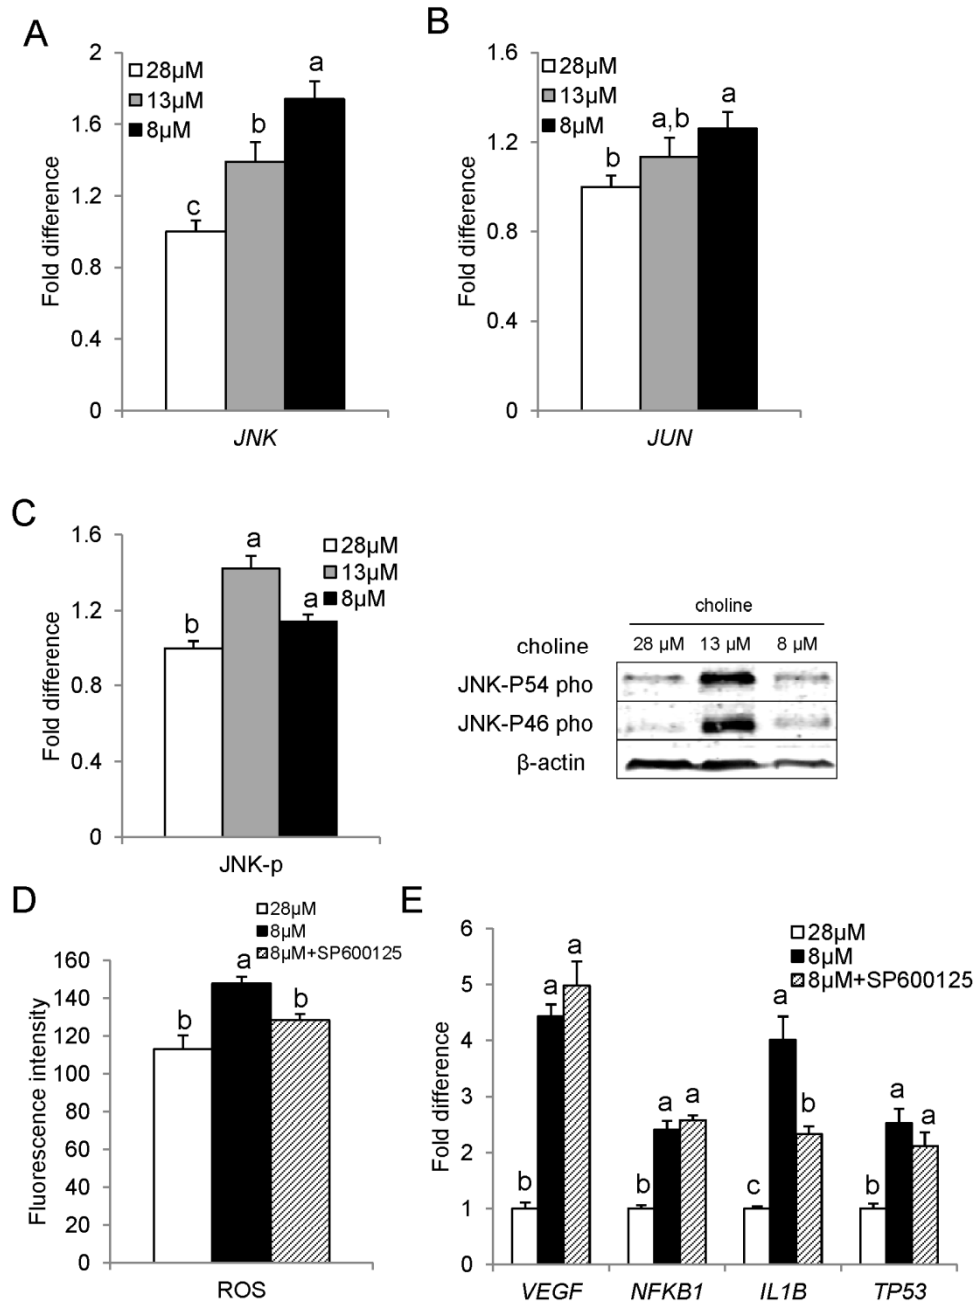 A
2
1.6
1.2
0.8
0.4
0
Fold difference
28µM
13µM
8µM
c
b
a
JNK
B
1.6
1.2
0.8
0.4
0
Fold difference
28µM
13µM
8µM
b
a,b
a
JUN
C
1.6
1.2
0.8
0.4
0
Fold difference
28µM
13µM
8µM
b
a
a
JNK-p
choline
choline
28 µM 13 µM 8 µM
JNK-P54 pho
JNK-P46 pho
β-actin
D
28µM
8µM
8µM+SP600125
160
140
120
100
80
60
40
20
0
Fluorescence intensity
b
a
b
ROS
E
28µM
8µM
8µM+SP600125
6
5
4
3
2
1
0
Fold difference
b a a
b a a
c a b
b a a
VEGF NFKB1 IL1B TP53